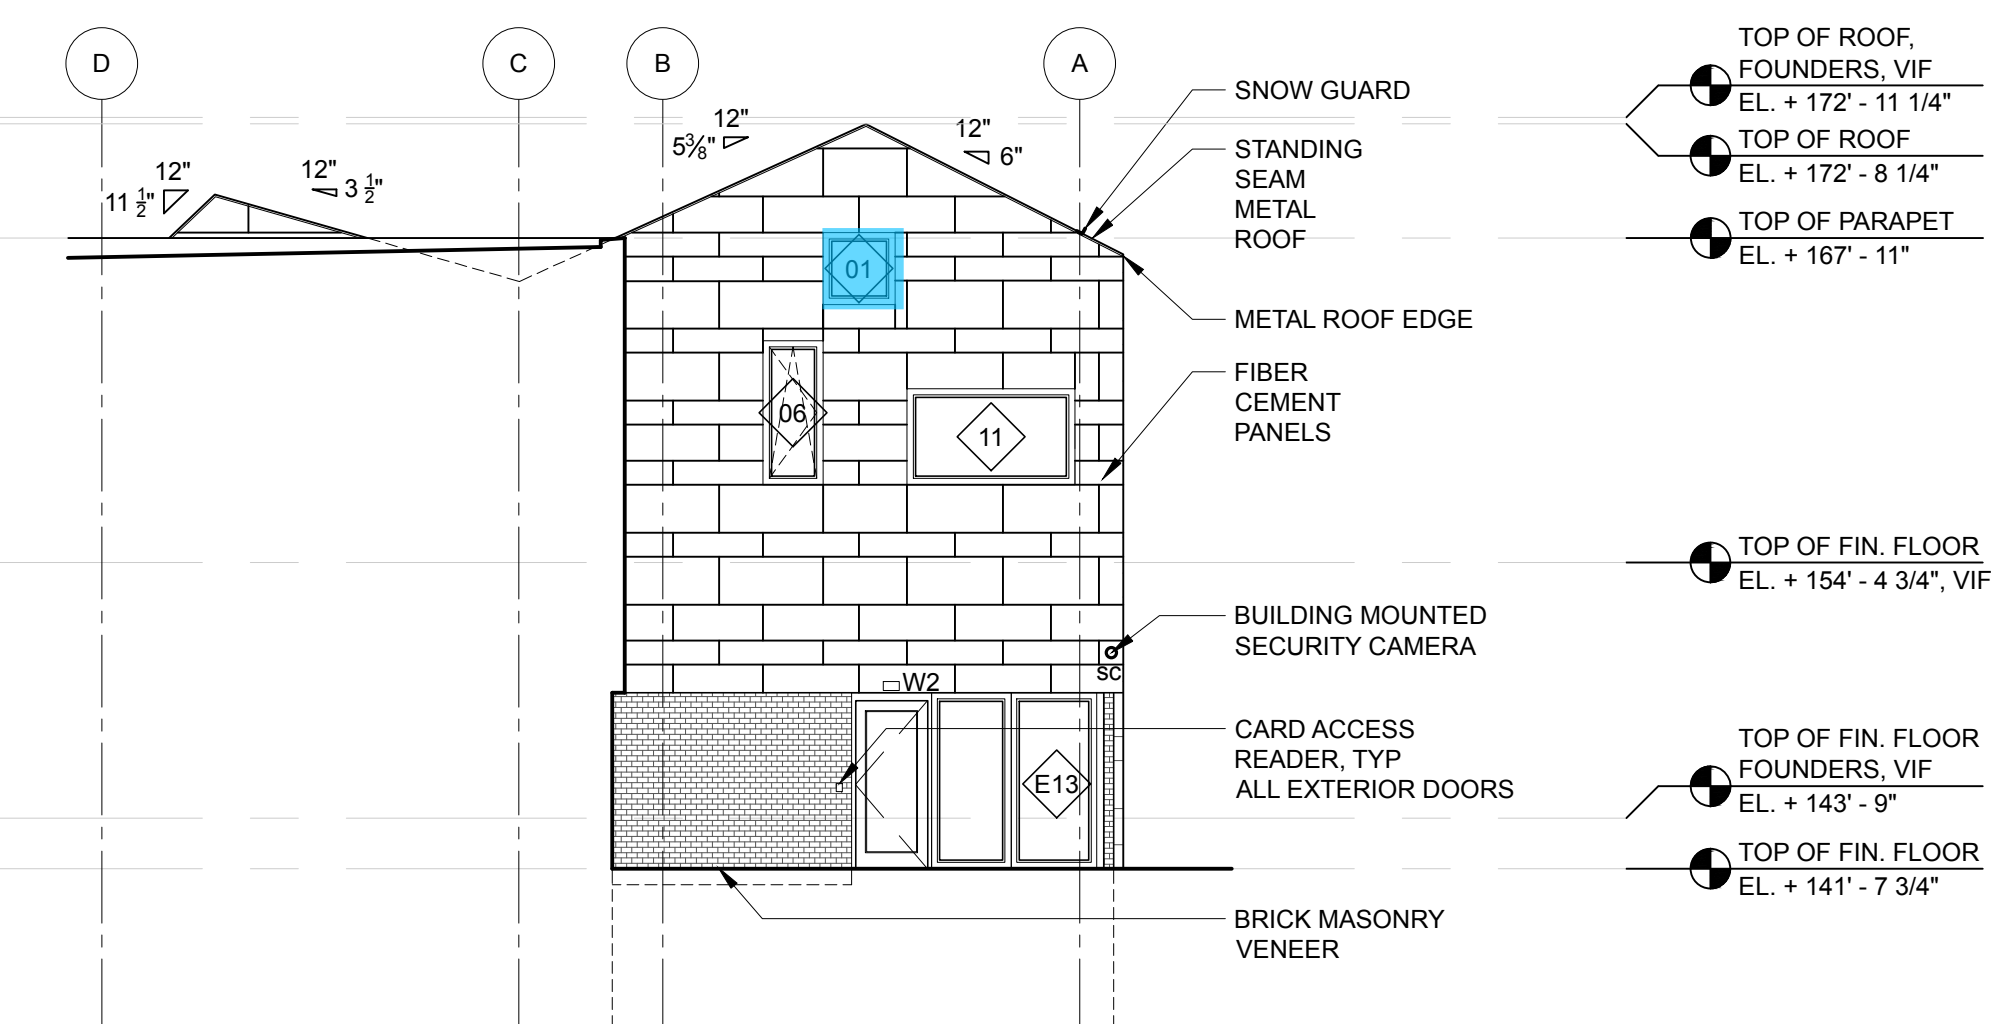 D
C
B
A
12"
11 1/2"
12"
3 1/2"
12"
5 3/8"
12"
6"
SNOW GUARD
STANDING
SEAM
METAL
ROOF
METAL ROOF EDGE
FIBER
CEMENT
PANELS
01
06
11
BUILDING MOUNTED
SECURITY CAMERA
SC
W2
CARD ACCESS
READER, TYP
ALL EXTERIOR DOORS
E13
BRICK MASONRY
VENEER
TOP OF ROOF,
FOUNDERS, VIF
EL. + 172' - 11 1/4"
TOP OF ROOF
EL. + 172' - 8 1/4"
TOP OF PARAPET
EL. + 167' - 11"
TOP OF FIN. FLOOR
EL. + 154' - 4 3/4", VIF
TOP OF FIN. FLOOR
FOUNDERS, VIF
EL. + 143' - 9"
TOP OF FIN. FLOOR
EL. + 141' - 7 3/4"